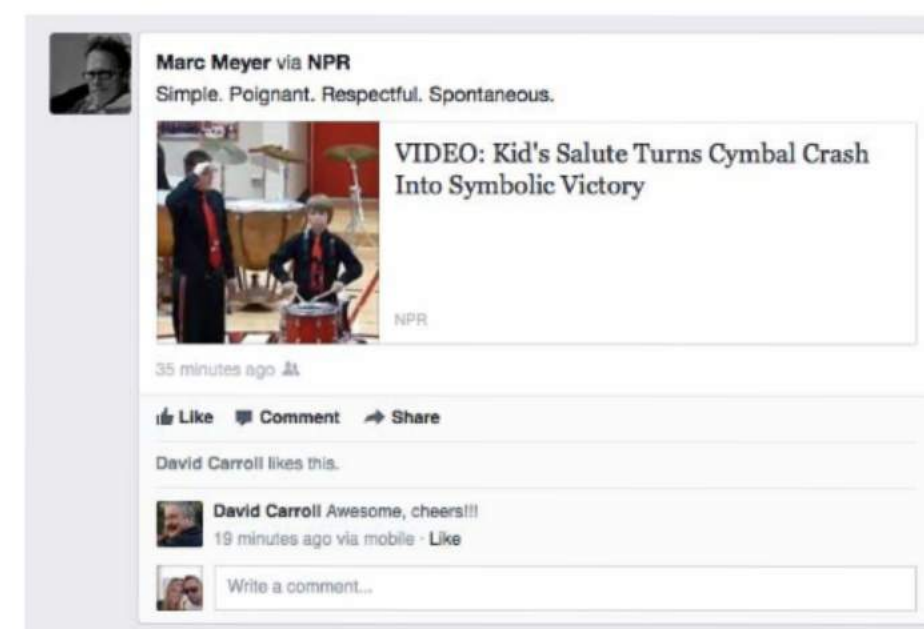 Marc Meyer via NPR
Simple. Poignant. Respectful. Spontaneous.
VIDEO: Kid's Salute Turns Cymbal Crash
Into Symbolic Victory
NPR
35 minutes ago
Like Comment Share
David Carroll likes this.
David Carroll Awesome, cheers!!!
19 minutes ago via mobile · Like
Write a comment...